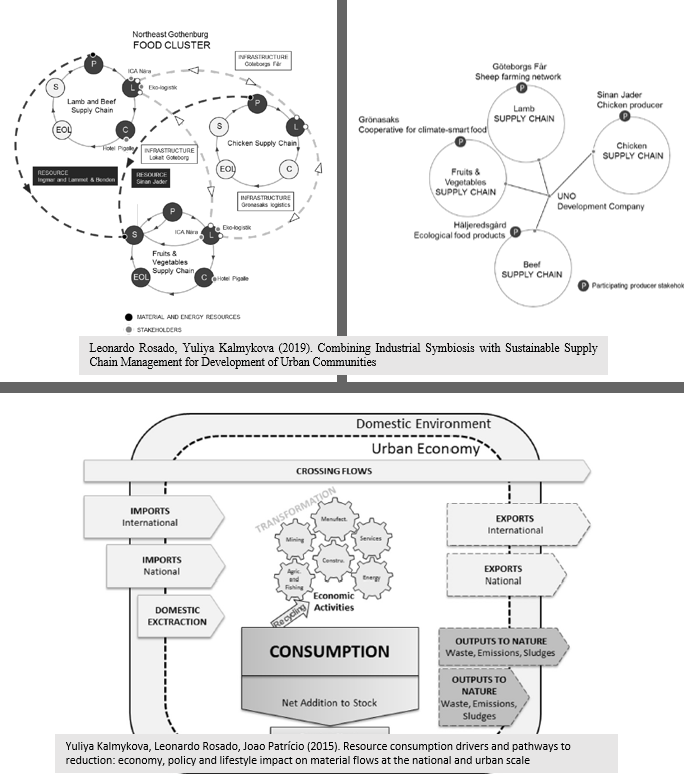 Northeast Gothenburg
FOOD CLUSTER
INFRASTRUCTURE
Göteborgs Får
P
ICA Nära
S
L
Eko-logistik
Lamb and Beef
Supply Chain
EOL
C
Hotel Pigalle
P
S
L
Chicken Supply Chain
EOL
C
INFRASTRUCTURE
Lokalt Göteborg
RESOURCE
Ingmer and Lammet & Bonden
RESOURCE
Sinan Jader
INFRASTRUCTURE
Grönasaks logistics
P
S
ICA Nära
L
Eko-logistik
Fruits &
Vegetables
Supply Chain
EOL
C
Hotel Pigalle
MATERIAL AND ENERGY RESOURCES
STAKEHOLDERS
Göteborgs Får
Sheep farming network
P
Lamb
SUPPLY CHAIN
Sinan Jader
Chicken producer
P
Chicken
SUPPLY CHAIN
Grönasaks
Cooperative for climate-smart food
P
Fruits &
Vegetables
SUPPLY CHAIN
UNO
Development Company
Häljeredsgård
Ecological food products
P
Beef
SUPPLY CHAIN
P Participating producer stakehold
Leonardo Rosado, Yuliya Kalmykova (2019). Combining Industrial Symbiosis with Sustainable Supply
Chain Management for Development of Urban Communities
Domestic Environment
Urban Economy
CROSSING FLOWS
IMPORTS
International
IMPORTS
National
DOMESTIC
EXCTRACTION
TRANSFORMATION
Manufact.
Mining
Services
Constru.
Agric.
and
Fishing
Energy
Economic
Activities
Recycling
CONSUMPTION
Net Addition to Stock
EXPORTS
International
EXPORTS
National
OUTPUTS TO NATURE
Waste, Emissions, Sludges
OUTPUTS TO
NATURE
Waste, Emissions,
Sludges
Yuliya Kalmykova, Leonardo Rosado, Joao Patrício (2015). Resource consumption drivers and pathways to
reduction: economy, policy and lifestyle impact on material flows at the national and urban scale